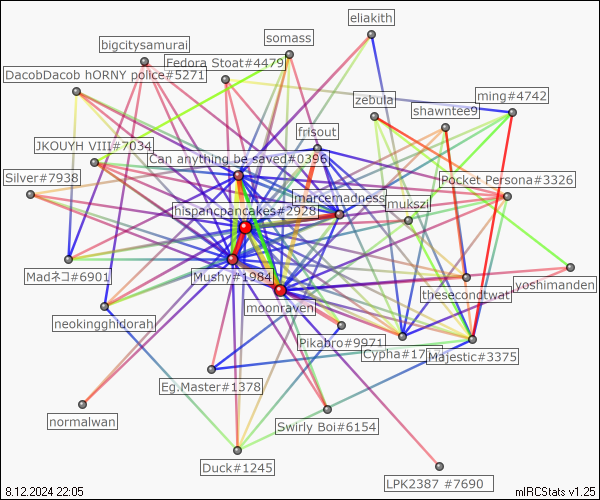 eliakith
somass
bigcitysamurai
Fedora Stoat#4479
DacobDacob hORNY police#5271
ming#4742
zebula
shawntee9
frisout
JKOUYH VIII#7034
Can anything be saved#0396
Silver#7938
Pocket Persona#3326
marcernadness
mukszi
hispancpancakes#2928
Madネコ#6901
Mushy#1984
yoshimanden
thesecondtwat
moonraven
neokingghidorah
Pikabro#9971
Cypha#17
Majestic#3375
Eg.Master#1378
normalwan
Swirly Boi#6154
Duck#1245
LPK2387 #7690
8.12.2024 22:05
mIRCStats v1.25